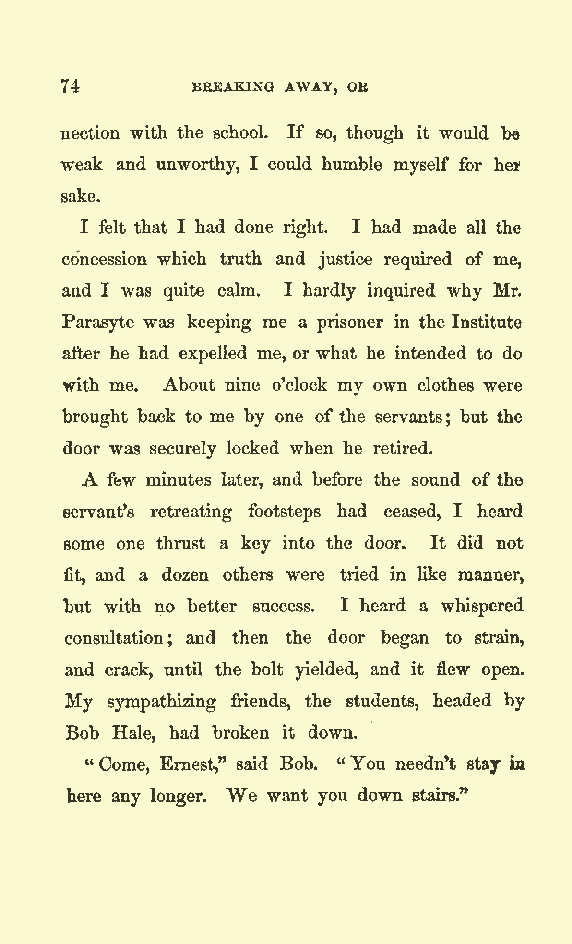 74 BREAKING AWAY, OR
nection with the school. If so, though it would be
weak and unworthy, I could humble myself for her
sake.
I felt that I had done right. I had made all the
concession which truth and justice required of me,
and I was quite calm. I hardly inquired why Mr.
Parasyte was keeping me a prisoner in the Institute
after he had expelled me, or what he intended to do
with me. About nine o'clock my own clothes were
brought back to me by one of the servants; but the
door was securely locked when he retired.
A few minutes later, and before the sound of the
servant's retreating footsteps had ceased, I heard
some one thrust a key into the door. It did not
fit, and a dozen others were tried in like manner,
but with no better success. I heard a whispered
consultation; and then the door began to strain,
and crack, until the bolt yielded, and it flew open.
My sympathizing friends, the students, headed by
Bob Hale, had broken it down.
"Come, Ernest," said Bob. "You needn't stay in
here any longer. We want you down stairs."